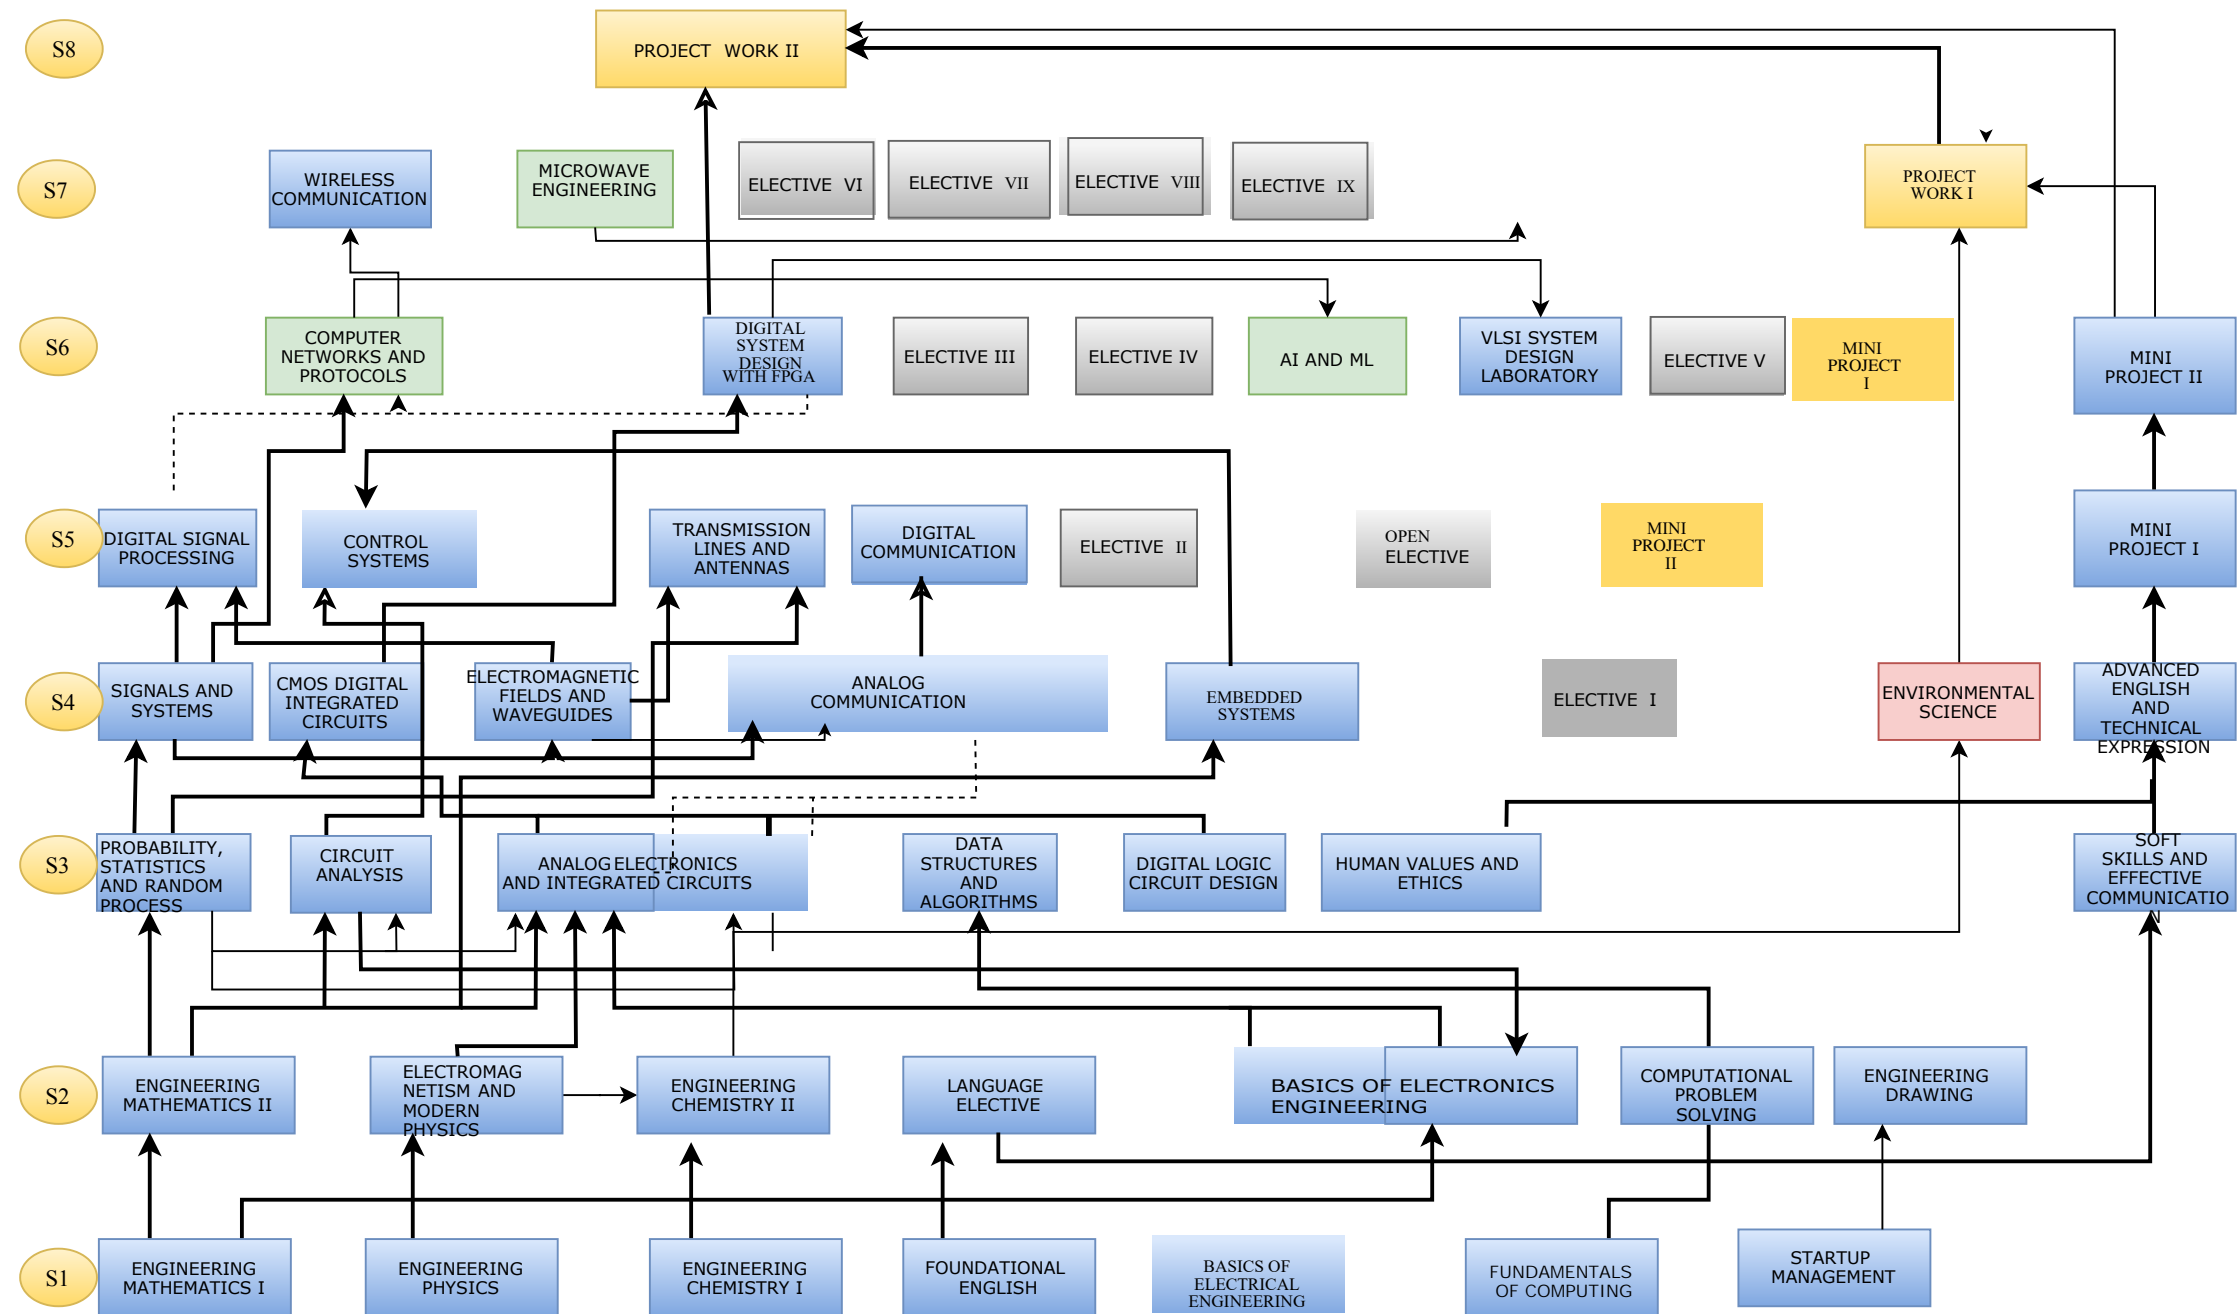 S8
PROJECT WORK II
S7
WIRELESS
COMMUNICATION
MICROWAVE
ENGINEERING
ELECTIVE VI
ELECTIVE VII
ELECTIVE VIII
ELECTIVE IX
PROJECT
WORK I
S6
COMPUTER
NETWORKS AND
PROTOCOLS
DIGITAL
SYSTEM
DESIGN
WITH FPGA
ELECTIVE III
ELECTIVE IV
AI AND ML
VLSI SYSTEM
DESIGN
LABORATORY
ELECTIVE V
MINI
PROJECT
I
MINI
PROJECT II
S5
DIGITAL SIGNAL
PROCESSING
CONTROL
SYSTEMS
TRANSMISSION
LINES AND
ANTENNAS
DIGITAL
COMMUNICATION
ELECTIVE II
OPEN
ELECTIVE
MINI
PROJECT
II
MINI
PROJECT I
S4
SIGNALS AND
SYSTEMS
CMOS DIGITAL
INTEGRATED
CIRCUITS
ELECTROMAGNETIC
FIELDS AND
WAVEGUIDES
ANALOG
COMMUNICATION
EMBEDDED
SYSTEMS
ELECTIVE I
ENVIRONMENTAL
SCIENCE
ADVANCED
ENGLISH
AND
TECHNICAL
EXPRESSION
S3
PROBABILITY,
STATISTICS
AND RANDOM
PROCESS
CIRCUIT
ANALYSIS
ANALOG ELECTRONICS
AND INTEGRATED CIRCUITS
DATA
STRUCTURES
AND
ALGORITHMS
DIGITAL LOGIC
CIRCUIT DESIGN
HUMAN VALUES AND
ETHICS
SOFT
SKILLS AND
EFFECTIVE
COMMUNICATIO
N
S2
ENGINEERING
MATHEMATICS II
ELECTROMAG
NETISM AND
MODERN
PHYSICS
ENGINEERING
CHEMISTRY II
LANGUAGE
ELECTIVE
BASICS OF ELECTRONICS
ENGINEERING
COMPUTATIONAL
PROBLEM
SOLVING
ENGINEERING
DRAWING
S1
ENGINEERING
MATHEMATICS I
ENGINEERING
PHYSICS
ENGINEERING
CHEMISTRY I
FOUNDATIONAL
ENGLISH
BASICS OF
ELECTRICAL
ENGINEERING
FUNDAMENTALS
OF COMPUTING
STARTUP
MANAGEMENT